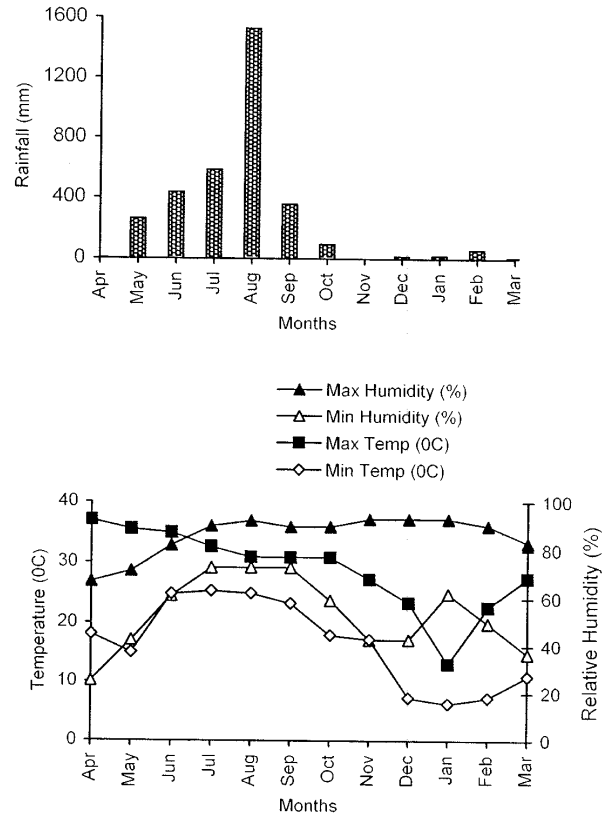 1600
1200
800
400
0
Rainfall (mm)
Apr
May
Jun
Jul
Aug
Sep
Oct
Nov
Dec
Jan
Feb
Mar
Months
Max Humidity (%)
Min Humidity (%)
Max Temp (0C)
Min Temp (0C)
40
30
20
10
0
Temperature (0C)
100
80
60
40
20
0
Relative Humidity (%)
Apr
May
Jun
Jul
Aug
Sep
Oct
Nov
Dec
Jan
Feb
Mar
Months